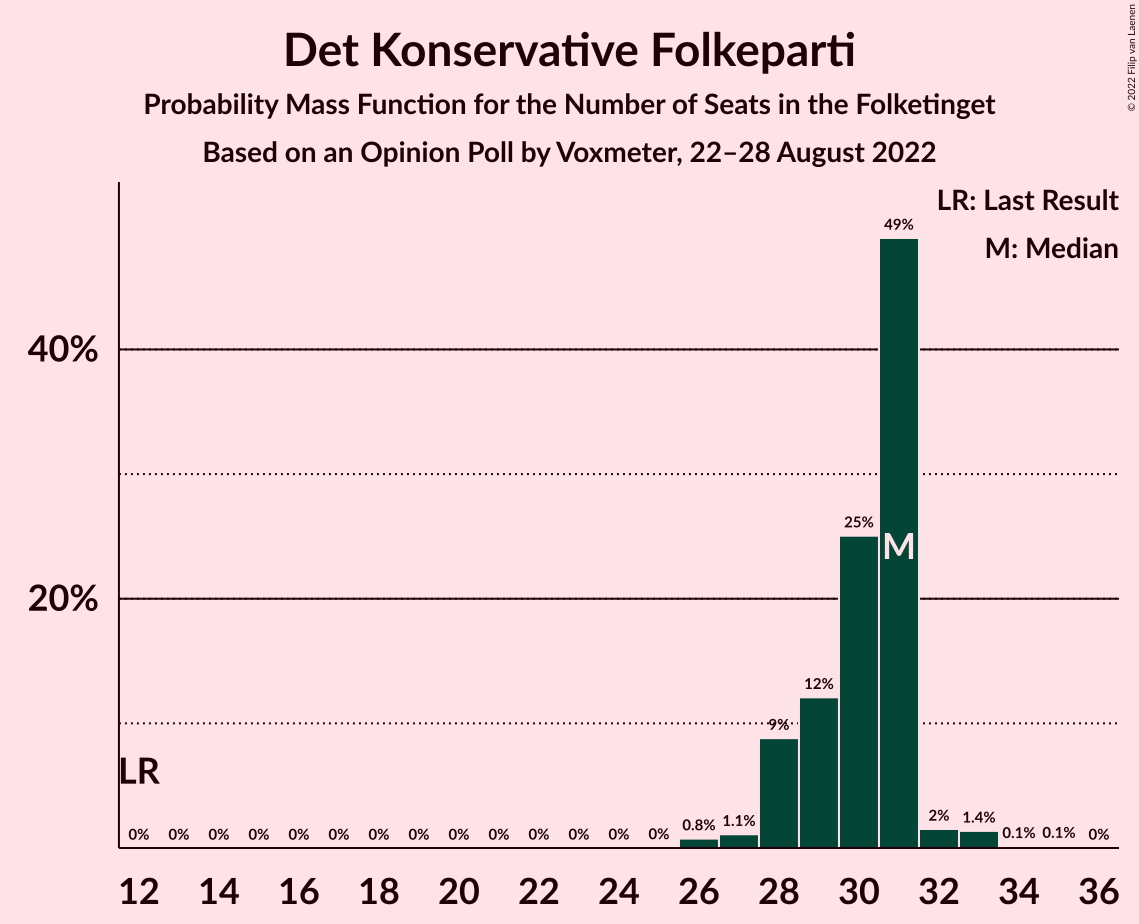 Det Konservative Folkeparti
Probability Mass Function for the Number of Seats in the Folketinget
Based on an Opinion Poll by Voxmeter, 22–28 August 2022
© 2022 Filip van Laenen
LR: Last Result
M: Median
49%
40%
25%
M
20%
12%
9%
LR
0% 0% 0% 0% 0% 0% 0% 0% 0% 0% 0% 0% 0% 0% 0.8% 1.1% 2% 1.4% 0.1% 0.1% 0%
12 14 16 18 20 22 24 26 28 30 32 34 36